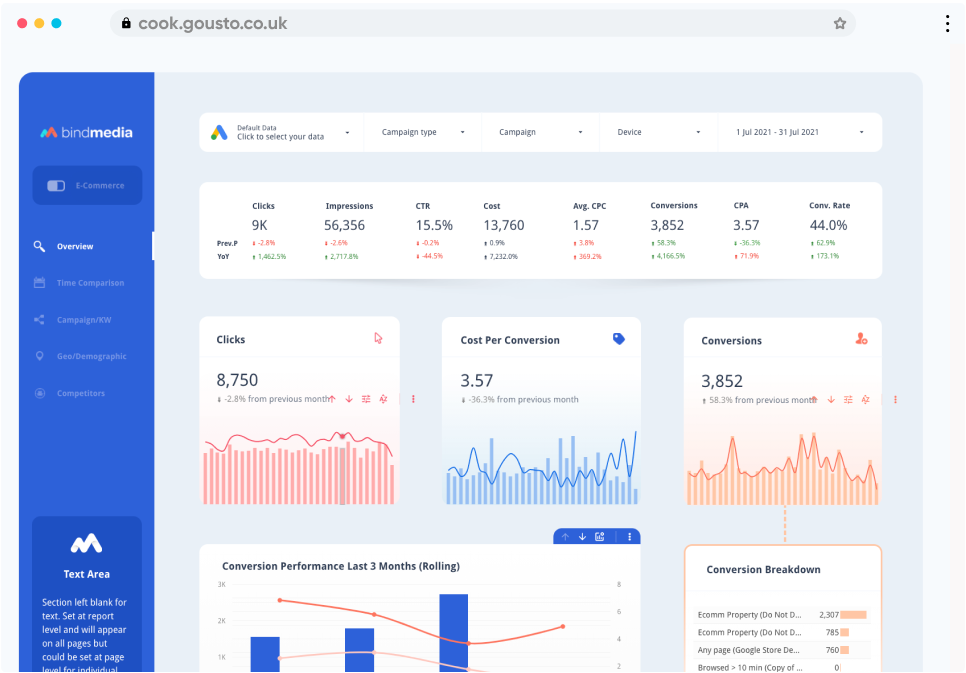 cook.gousto.co.uk
bindmedia
E-Commerce
Overview
Time Comparison
Campaign/KW
Geo/Demographic
Competitors
Text Area
Section left blank for
text. Set at report
level and will appear
on all pages but
could be set at page
level for individual
Default Data
Click to select your data
Campaign type
Campaign
Device
1 Jul 2021 - 31 Jul 2021
Clicks Impressions CTR Cost Avg. CPC Conversions CPA Conv. Rate
9K 56,356 15.5% 13,760 1.57 3,852 3.57 44.0%
Prev.P -2.8% -2.6% -0.2% 0.9% 3.8% 58.3% -36.3% 62.9%
YoY 1,462.5% 2,717.8% -44.5% 7,232.0% 369.2% 4,166.5% 71.9% 173.1%
Clicks
8,750
-2.8% from previous month
Cost Per Conversion
3.57
-36.3% from previous month
Conversions
3,852
58.3% from previous month
Conversion Performance Last 3 Months (Rolling)
3K 8
6
2K
4
1K
2
Conversion Breakdown
Ecomm Property (Do Not D... 2,307
Ecomm Property (Do Not D... 785
Any page (Google Store De... 760
Browsed > 10 min (Copy of ... 0